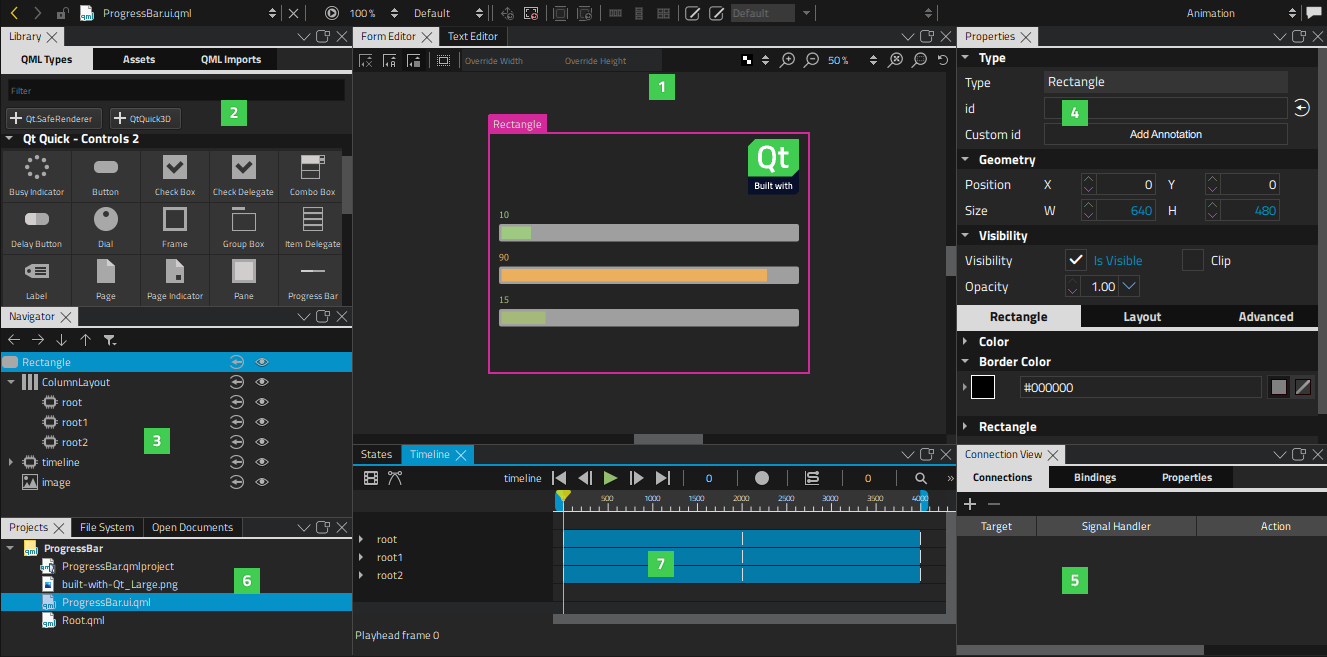 ProgressBar.ui.qml
100 %
Default
Default
Animation
Library
QML Types
Assets
QML Imports
Filter
2
Qt.SafeRenderer
QtQuick3D
Qt Quick - Controls 2
Busy Indicator
Button
Check Box
Check Delegate
Combo Box
Delay Button
Dial
Frame
Group Box
Item Delegate
Label
Page
Page Indicator
Pane
Progress Bar
Navigator
Rectangle
ColumnLayout
root
root1
root2
3
timeline
image
Projects
File System
Open Documents
ProgressBar
ProgressBar.qmlproject
built-with-Qt_Large.png
6
ProgressBar.ui.qml
Root.qml
Form Editor
Text Editor
Override Width
Override Height
50 %
1
Rectangle
Qt
Built with
10
90
15
States
Timeline
timeline
0
0
500
1000
1500
2000
2500
3000
3500
4000
root
root1
root2
7
Playhead frame 0
Properties
Type
Type
Rectangle
id
4
Custom id
Add Annotation
Geometry
Position
X
0
Y
0
Size
W
640
H
480
Visibility
Visibility
Is Visible
Clip
Opacity
1.00
Rectangle
Layout
Advanced
Color
Border Color
#000000
Rectangle
Connection View
Connections
Bindings
Properties
Target
Signal Handler
Action
5